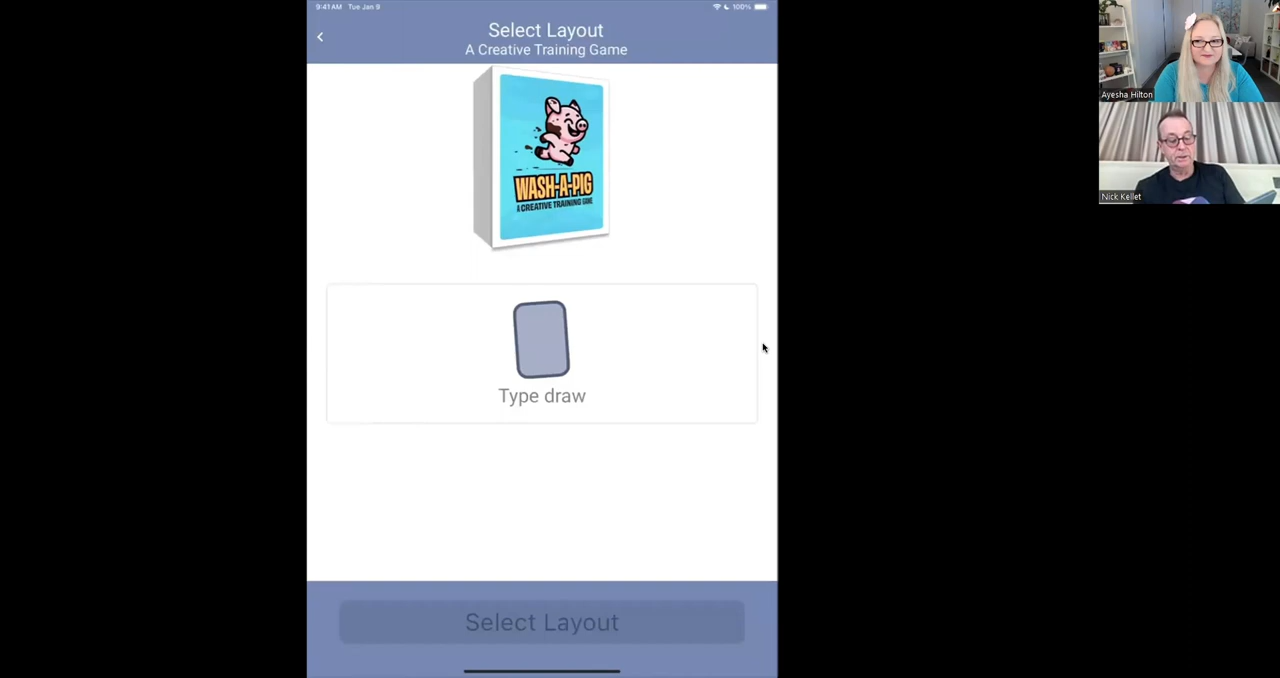 9:41 AM Tue Jan 9
100%
Select Layout
A Creative Training Game
WASH-A-PIG
A CREATIVE TRAINING GAME
Type draw
Select Layout
Ayesha Hilton
Nick Kellet